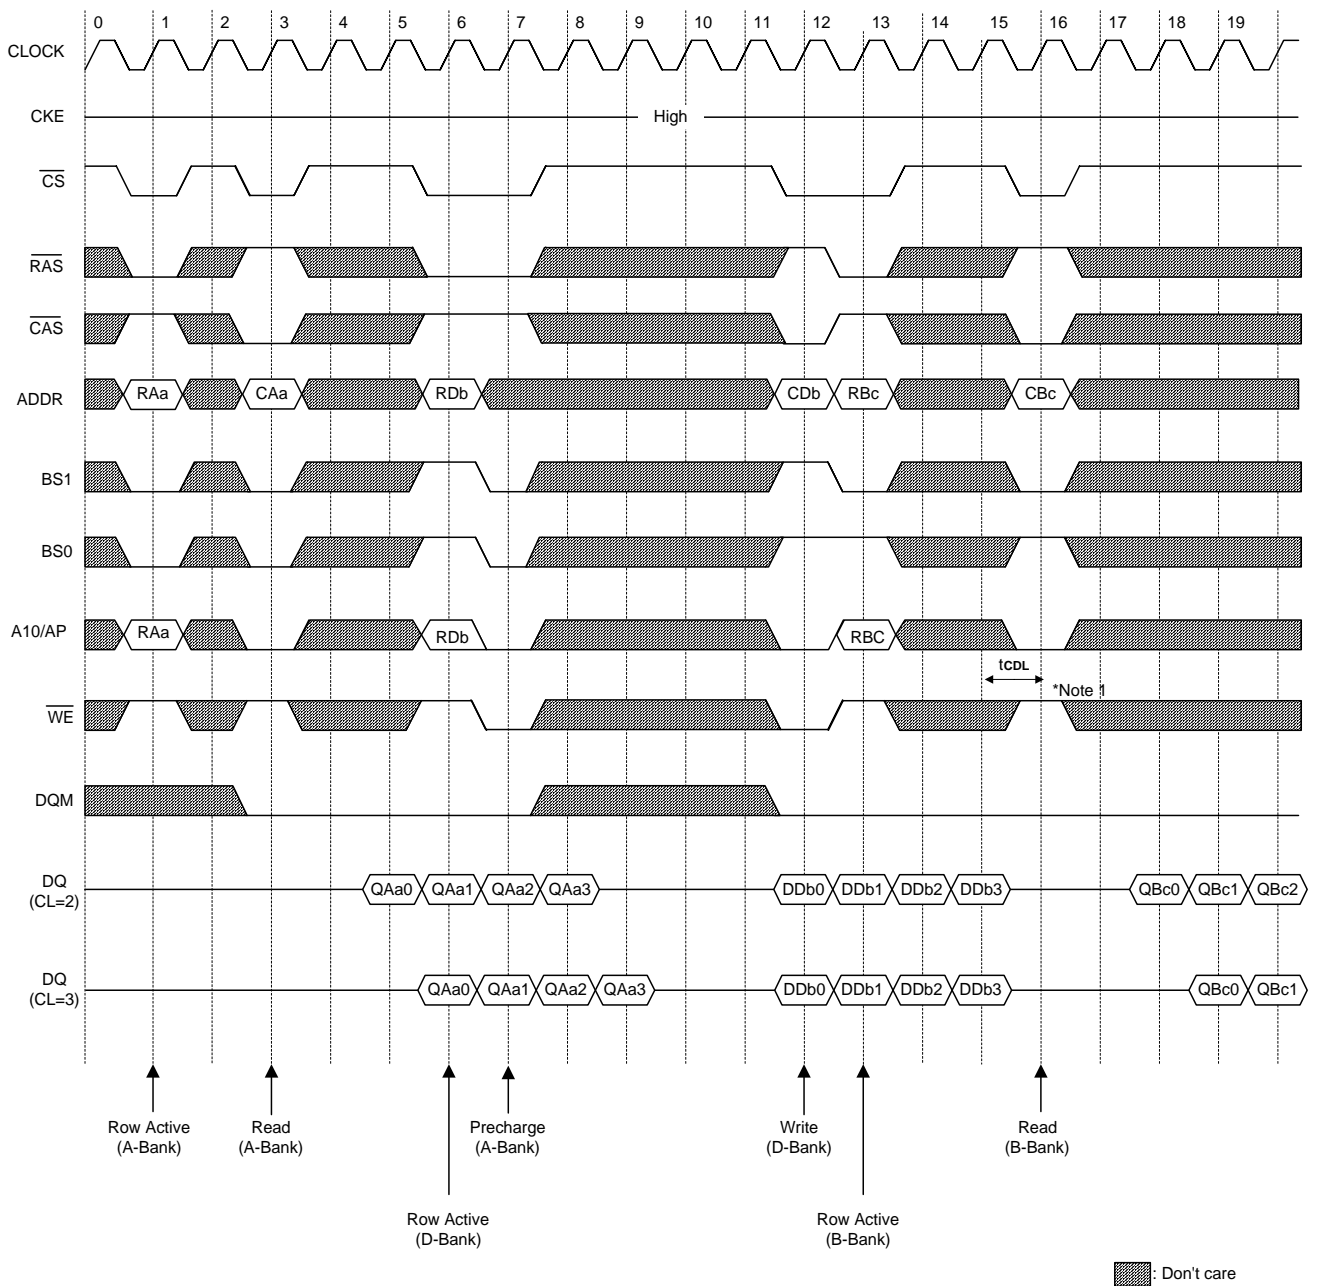 0 1 2 3 4 5 6 7 8 9 10 11 12 13 14 15 16 17 18 19
CLOCK
CKE High
CS
RAS
CAS
ADDR RAa CAa RDb CDb RBc CBc
BS1
BS0
A10/AP RAa RDb RBC
tCDL
*Note 1
WE
DQM
DQ
(CL=2)
QAa0 QAa1 QAa2 QAa3 DDb0 DDb1 DDb2 DDb3 QBc0 QBc1 QBc2
DQ
(CL=3)
QAa0 QAa1 QAa2 QAa3 DDb0 DDb1 DDb2 DDb3 QBc0 QBc1
Row Active
(A-Bank)
Read
(A-Bank)
Precharge
(A-Bank)
Write
(D-Bank)
Read
(B-Bank)
Row Active
(D-Bank)
Row Active
(B-Bank)
: Don't care